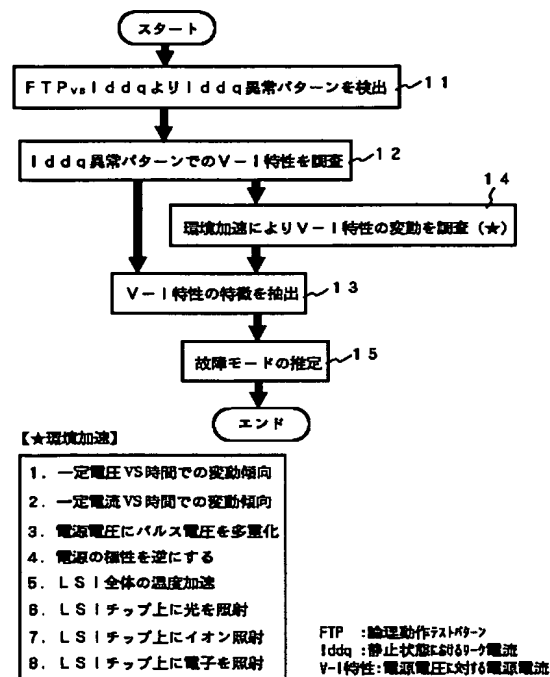 スタート
FTPvsIddqよりIddq異常パターンを検出
11
Iddq異常パターンでのV-I特性を調査
12
14
環境加速によりV-I特性の変動を調査(★)
V-I特性の特徴を抽出
13
故障モードの推定
15
エンド
【★環境加速】
1. 一定電圧VS時間での変動傾向
2. 一定電流VS時間での変動傾向
3. 電源電圧にパルス電圧を多重化
4. 電源の極性を逆にする
5. LSI全体の温度加速
6. LSIチップ上に光を照射
7. LSIチップ上にイオン照射
8. LSIチップ上に電子を照射
FTP :論理動作テストパターン
Iddq :静止状態におけるリーク電流
V-I特性:電源電圧に対する電源電流